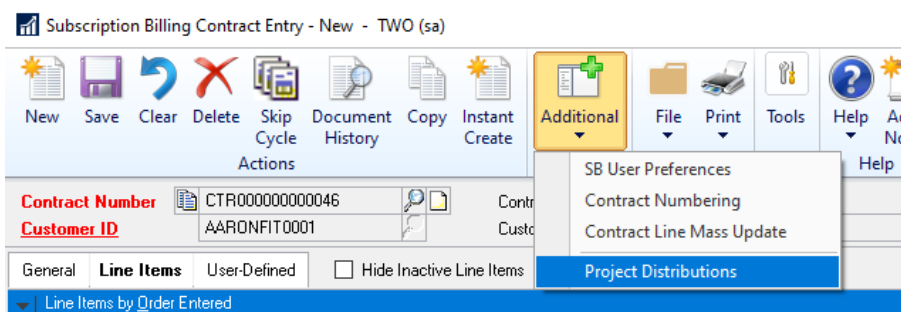 Subscription Billing Contract Entry - New - TWO (sa)
New Save Clear Delete Skip Cycle Document History Copy Instant Create Additional File Print Tools Help
Actions Help
SB User Preferences
Contract Number CTR000000000046 Contract Numbering
Customer ID AARONFIT0001 Contract Line Mass Update
General Line Items User-Defined Hide Inactive Line Items Project Distributions
Line Items by Order Entered